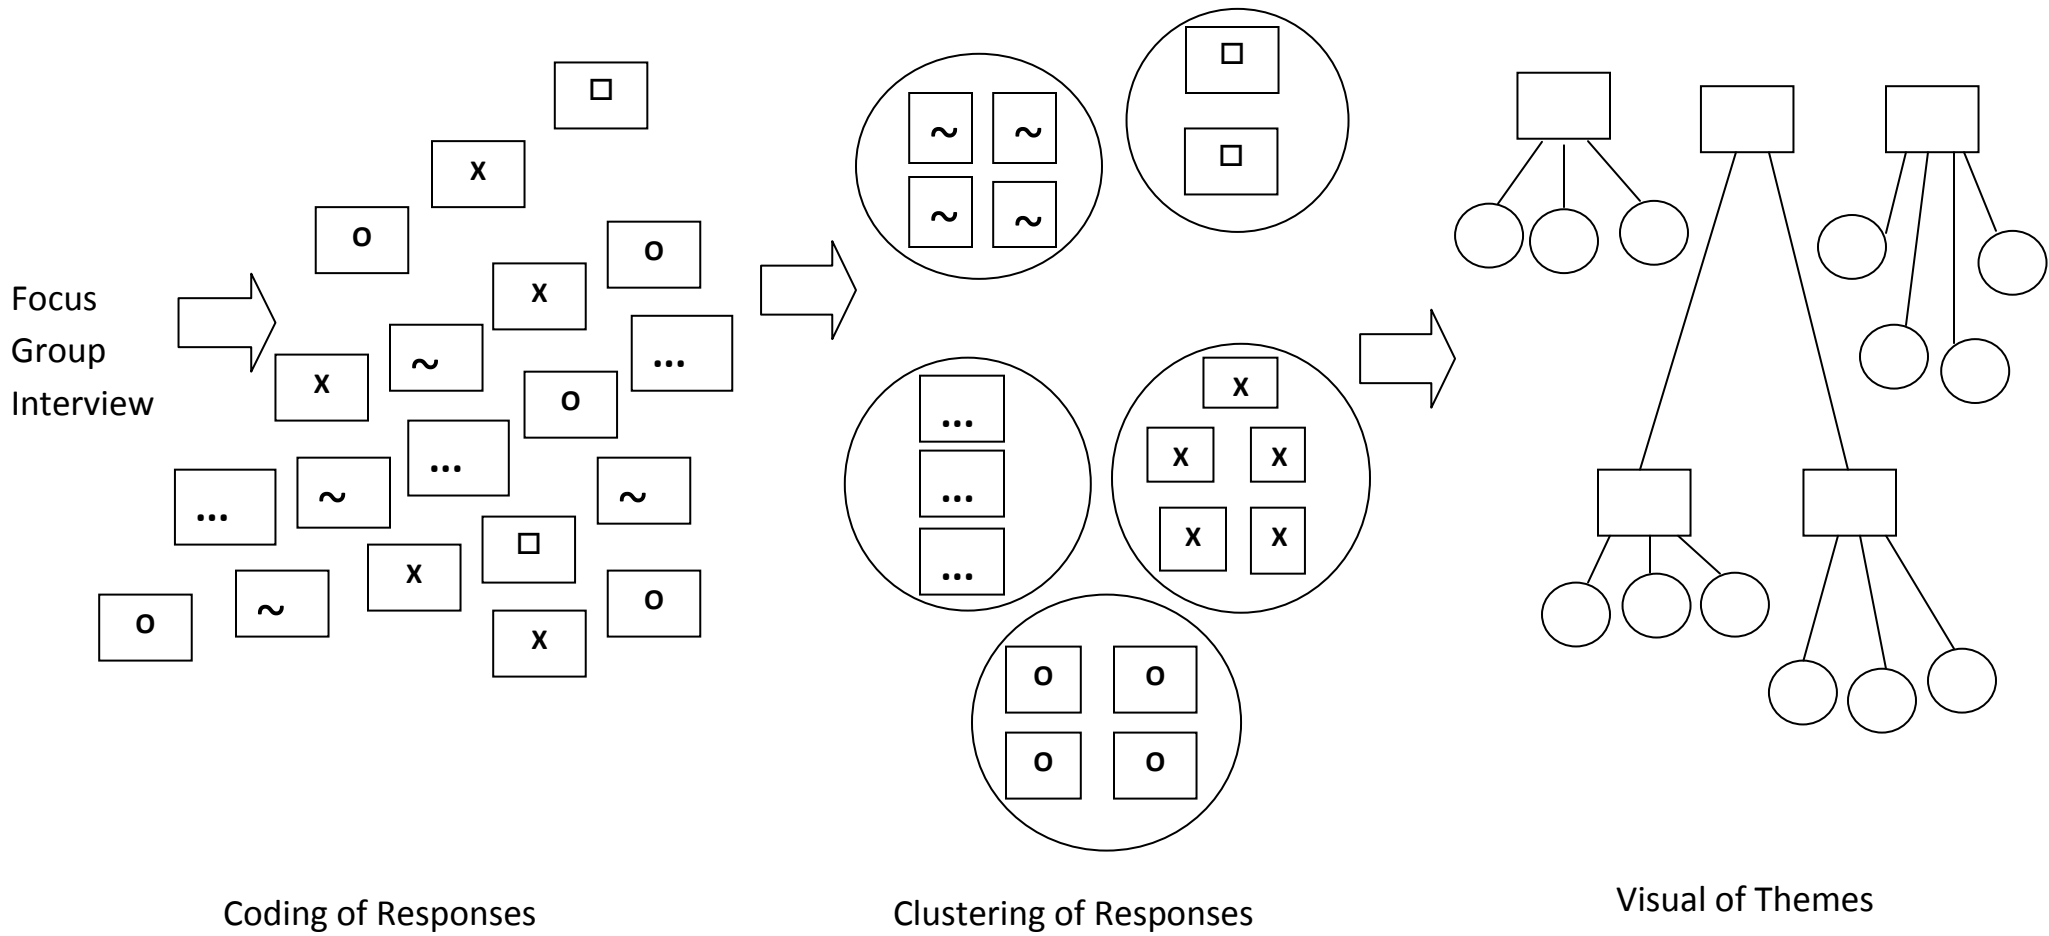 Focus
Group
Interview
□
X
O
O
X
~
...
X
O
...
...
~
~
□
X
O
~
O
X
~ ~
~ ~
□
□
...
...
...
X
X X
X X
O O
O O
Coding of Responses
Clustering of Responses
Visual of Themes